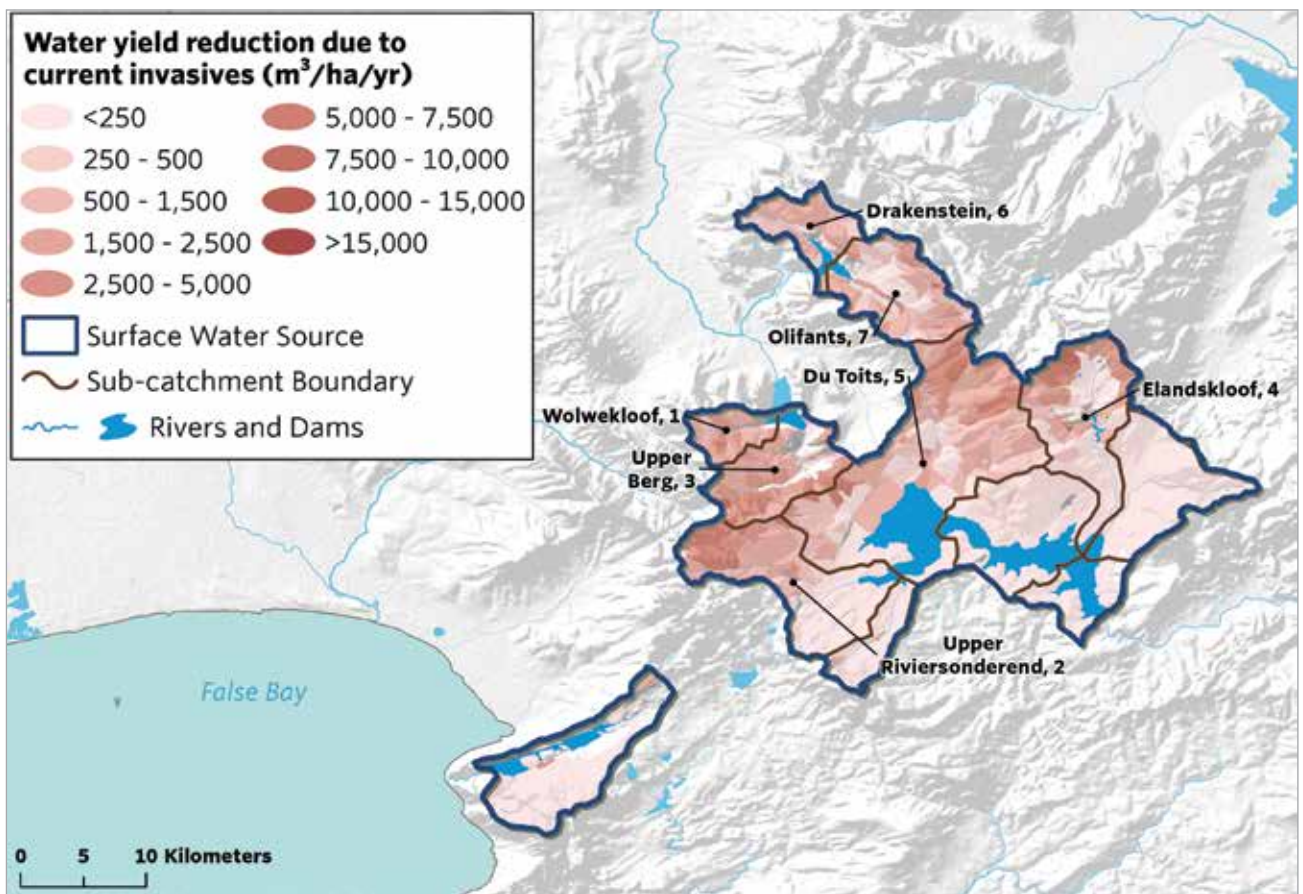 Water yield reduction due to
current invasives (m³/ha/yr)
<250
250 - 500
500 - 1,500
1,500 - 2,500
2,500 - 5,000
5,000 - 7,500
7,500 - 10,000
10,000 - 15,000
>15,000
Surface Water Source
Sub-catchment Boundary
Rivers and Dams
Drakenstein, 6
Olifants, 7
Du Toits, 5
Elandskloof, 4
Wolwekloof, 1
Upper
Berg, 3
Upper
Riviersonderend, 2
False Bay
0 5 10 Kilometers